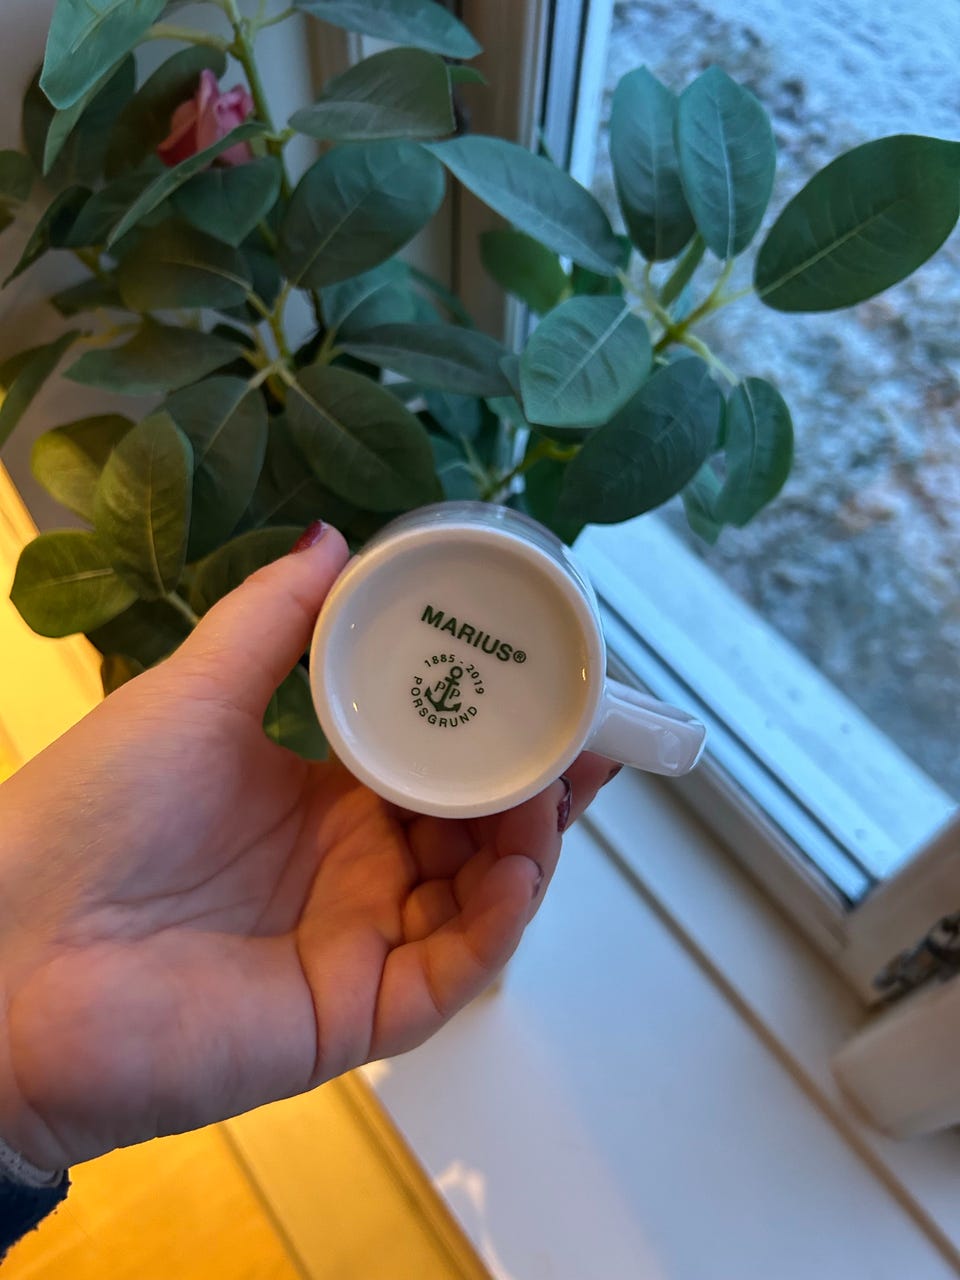 MARIUS®
1885 - 2019
PP
PORSGRUND